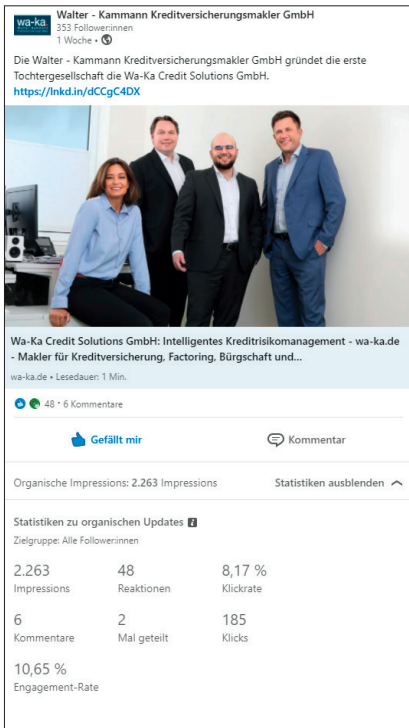 wa-ka.
Walter - Kammann Kreditversicherungsmakler GmbH
353 Follower:innen
1 Woche •
Die Walter - Kammann Kreditversicherungsmakler GmbH gründet die erste
Tochtergesellschaft die Wa-Ka Credit Solutions GmbH.
https://lnkd.in/dCCgC4DX
Wa-Ka Credit Solutions GmbH: Intelligentes Kreditrisikomanagement - wa-ka.de
- Makler für Kreditversicherung, Factoring, Bürgschaft und...
wa-ka.de • Lesedauer: 1 Min.
48 • 6 Kommentare
Gefällt mir
Kommentar
Organische Impressions: 2.263 Impressions
Statistiken ausblenden
Statistiken zu organischen Updates
Zielgruppe: Alle Follower:innen
2.263 48 8,17 %
Impressions Reaktionen Klickrate
6 2 185
Kommentare Mal geteilt Klicks
10,65 %
Engagement-Rate